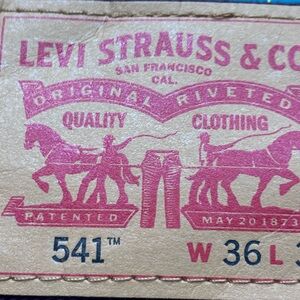 LEVI STRAUSS & CO
SAN FRANCISCO
CAL.
ORIGINAL RIVETED
QUALITY CLOTHING
PATENTED MAY 20 1873
541™ W 36 L